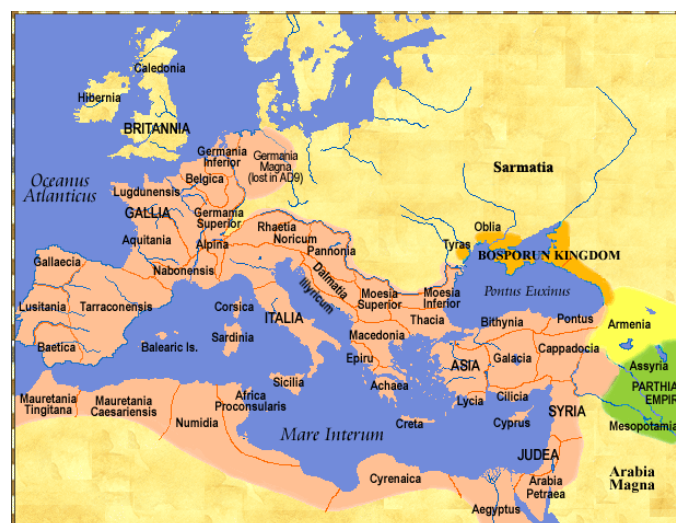 Caledonia
Hibernia
BRITANNIA
Germania
Inferior
Germania
Magna
(lost in AD9)
Belgica
Sarmatia
Oceanus
Atlanticus
Lugdunensis
GALLIA
Germania
Superior
Oblia
Tyras
BOSPORUN KINGDOM
Rhaetia
Noricum
Aquitania
Alpina
Pannonia
Gallaecia
Nabonensis
Dalmatia
Illyricum
Moesia
Superior
Moesia
Inferior
Pontus Euxinus
Lusitania
Tarraconensis
Corsica
ITALIA
Thacia
Bithynia
Pontus
Armenia
Baetica
Balearic Is.
Sardinia
Macedonia
Epiru
ASIA
Galacia
Cappadocia
Assyria
PARTHIA
EMPIR
Mesopotamia
Sicilia
Achaea
Lycia
Cilicia
Mauretania
Tingitana
Mauretania
Caesariensis
Numidia
Africa
Proconsularis
Mare Interum
Creta
Cyprus
SYRIA
JUDEA
Cyrenaica
Arabia
Petraea
Aegyptus
Arabia
Magna